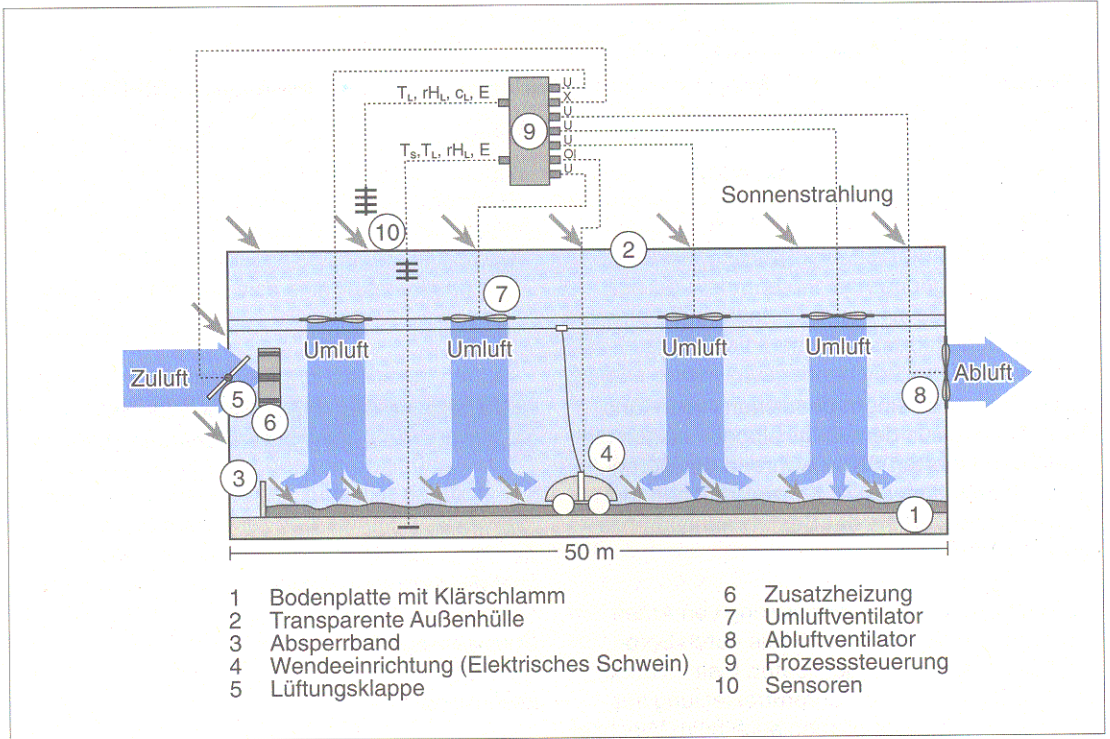 U
X
U
U
U
OI
U
T_L, rH_L, c_L, E
T_S, T_L, rH_L, E
9
Sonnenstrahlung
10
2
7
Umluft
Umluft
Umluft
Umluft
Zuluft
Abluft
5
6
8
3
4
1
50 m
1 Bodenplatte mit Klärschlamm
2 Transparente Außenhülle
3 Absperrband
4 Wendeeinrichtung (Elektrisches Schwein)
5 Lüftungsklappe
6 Zusatzheizung
7 Umluftventilator
8 Abluftventilator
9 Prozesssteuerung
10 Sensoren